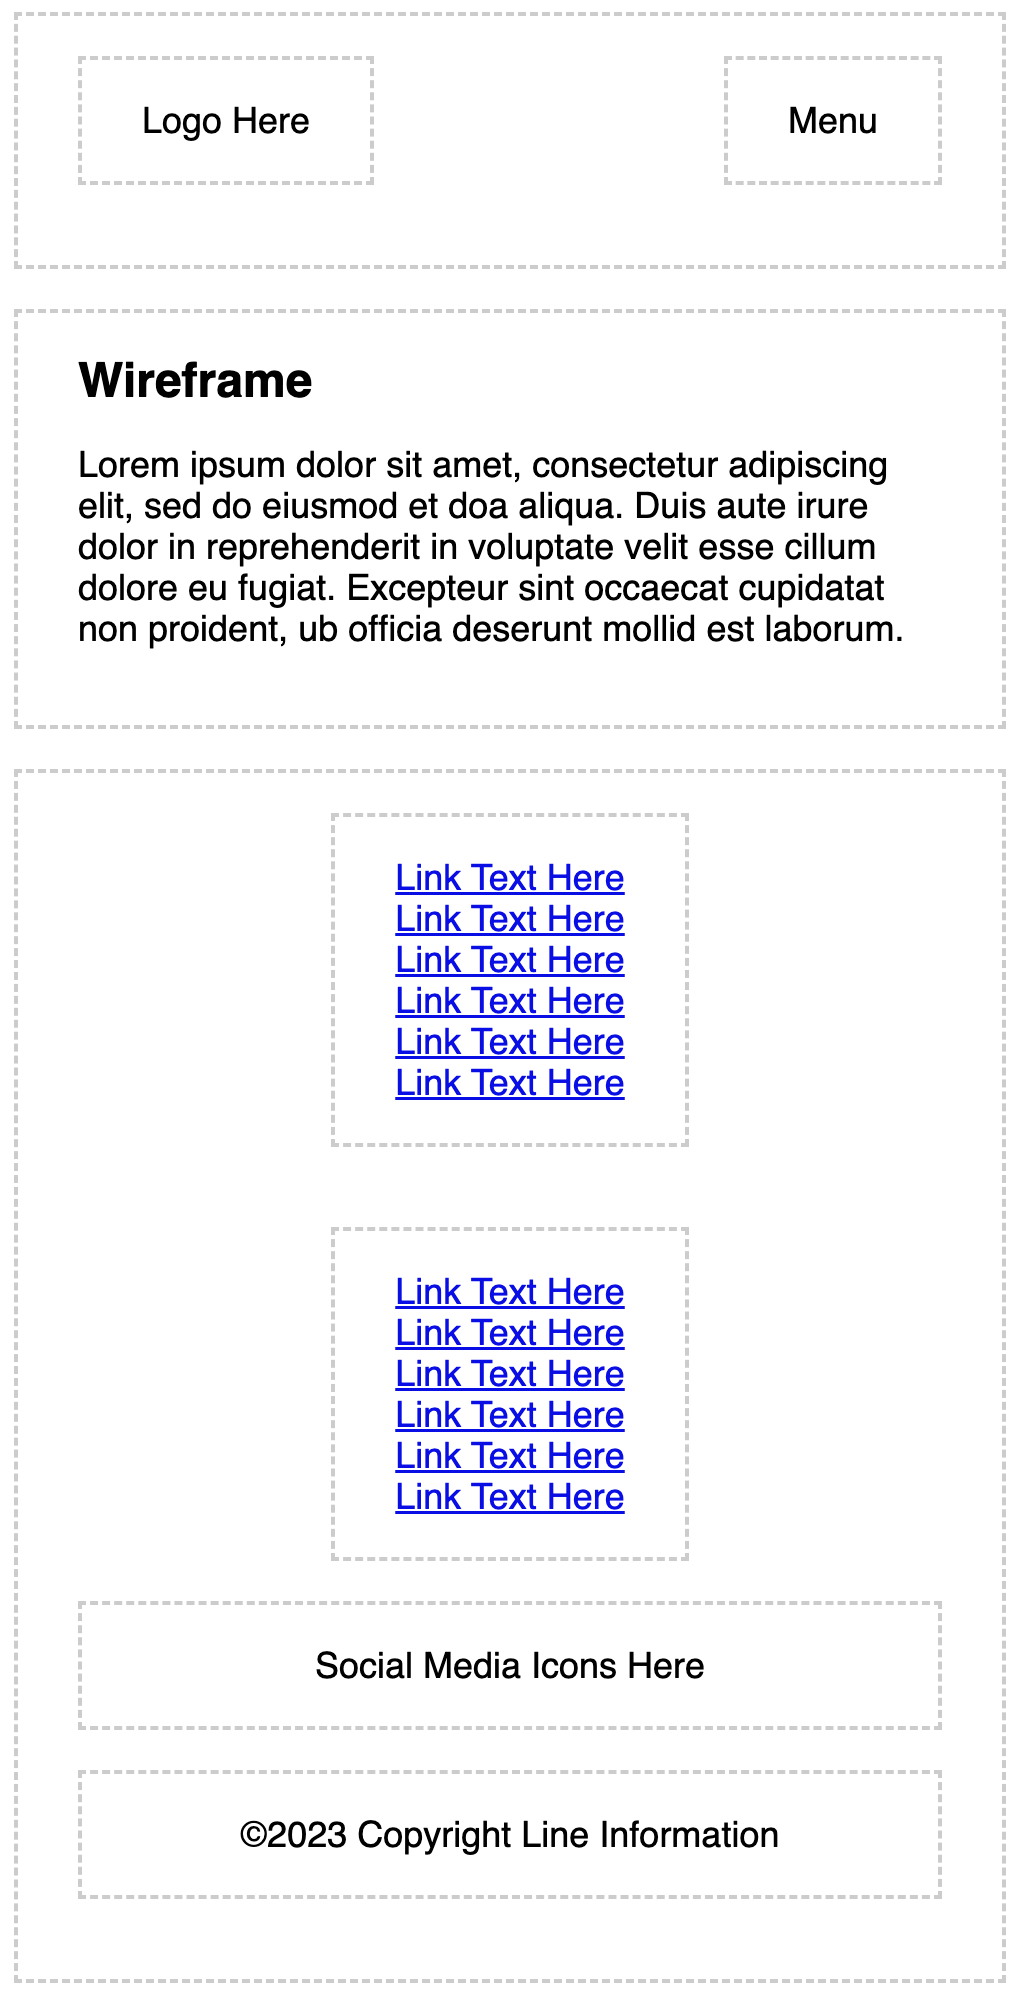 Logo Here
Menu
Wireframe
Lorem ipsum dolor sit amet, consectetur adipiscing
elit, sed do eiusmod et doa aliqua. Duis aute irure
dolor in reprehenderit in voluptate velit esse cillum
dolore eu fugiat. Excepteur sint occaecat cupidatat
non proident, ub officia deserunt mollid est laborum.
Link Text Here
Link Text Here
Link Text Here
Link Text Here
Link Text Here
Link Text Here
Link Text Here
Link Text Here
Link Text Here
Link Text Here
Link Text Here
Link Text Here
Social Media Icons Here
©2023 Copyright Line Information